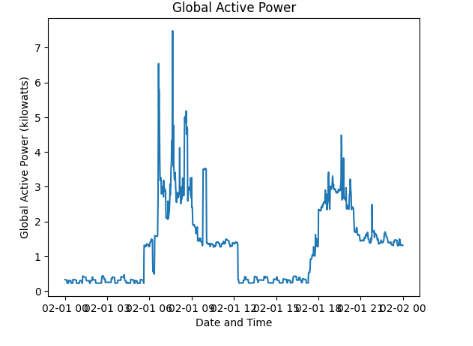 Global Active Power
Global Active Power (kilowatts)
7
6
5
4
3
2
1
0
02-01 00 02-01 03 02-01 06 02-01 09 02-01 12 02-01 15 02-01 18 02-01 21 02-02 00
Date and Time